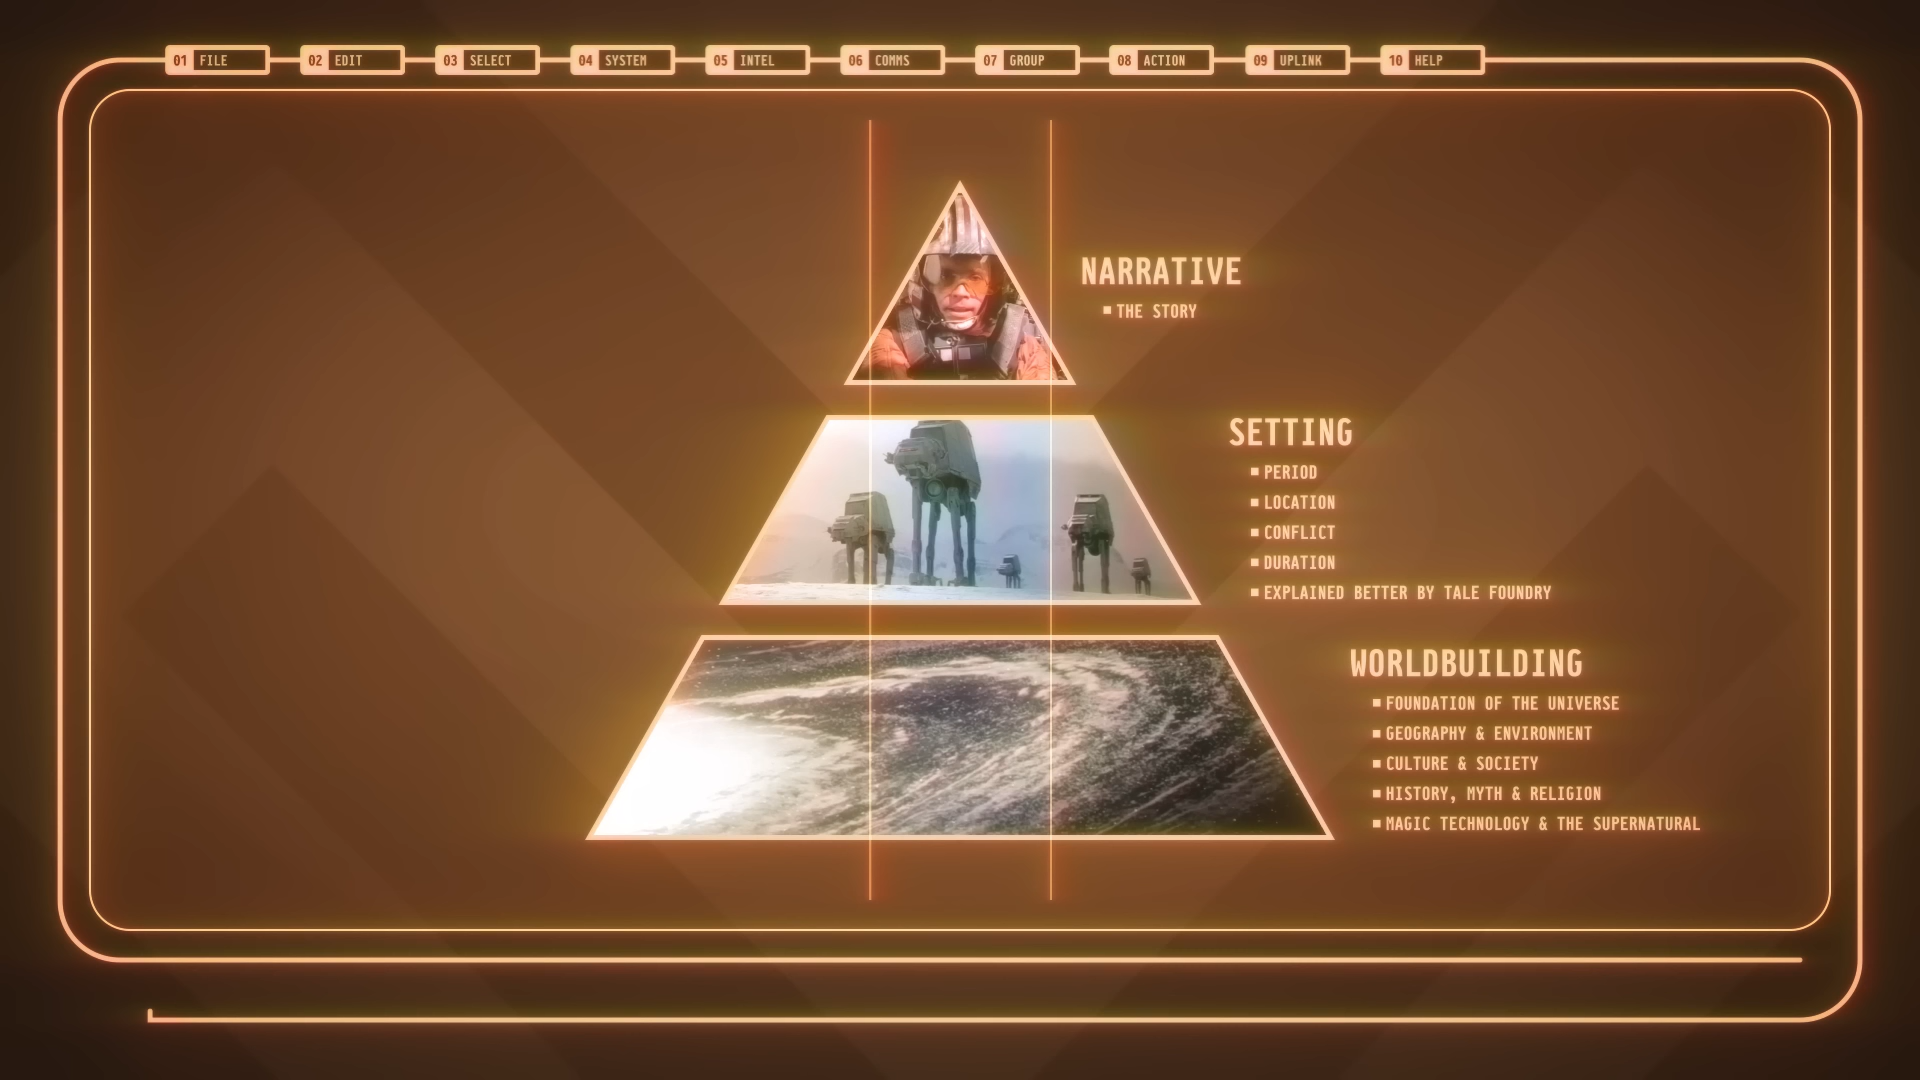 01 FILE 02 EDIT 03 SELECT 04 SYSTEM 05 INTEL 06 COMMS 07 GROUP 08 ACTION 09 UPLINK 10 HELP
NARRATIVE
THE STORY
SETTING
PERIOD
LOCATION
CONFLICT
DURATION
EXPLAINED BETTER BY TALE FOUNDRY
WORLDBUILDING
FOUNDATION OF THE UNIVERSE
GEOGRAPHY & ENVIRONMENT
CULTURE & SOCIETY
HISTORY, MYTH & RELIGION
MAGIC TECHNOLOGY & THE SUPERNATURAL